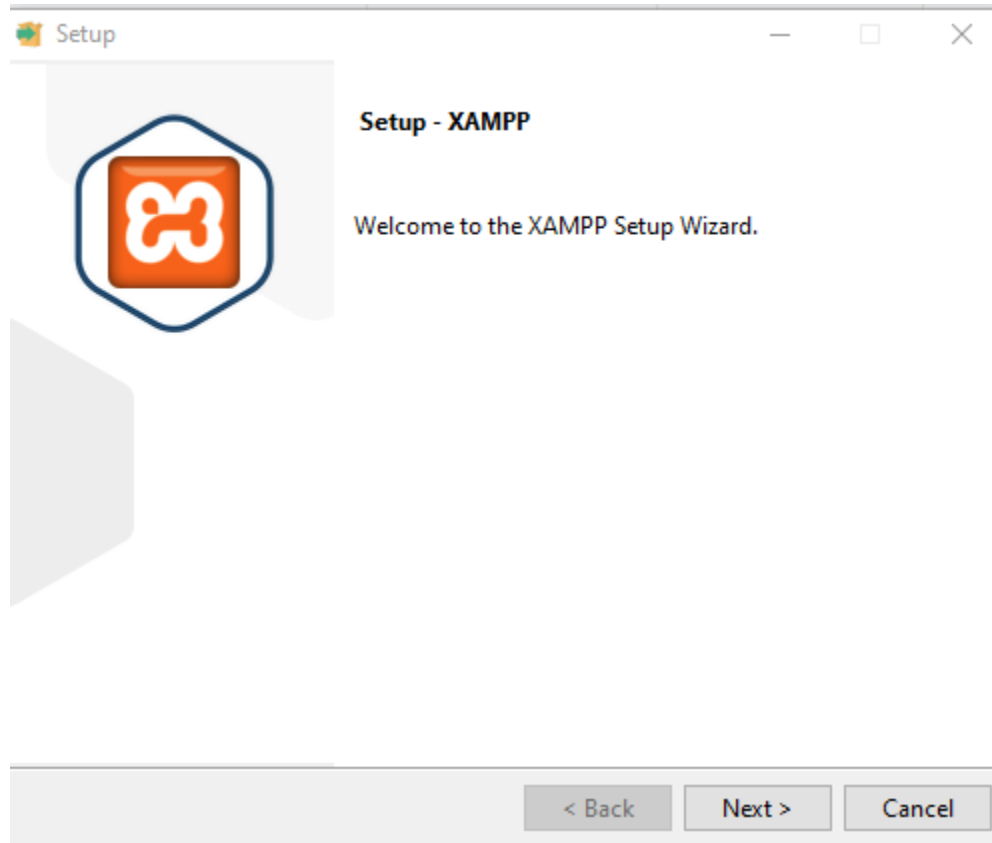 Setup
Setup - XAMPP
Welcome to the XAMPP Setup Wizard.
< Back
Next >
Cancel